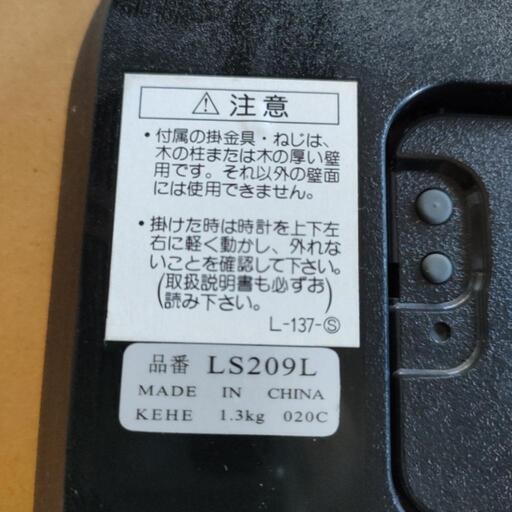 ⚠ 注意
・付属の掛金具・ねじは、
木の柱または木の厚い壁
用です。それ以外の壁面
には使用できません。
・掛けた時は時計を上下左
右に軽く動かし、外れな
いことを確認して下さい。
(取扱説明書も必ずお
読み下さい。)
L-137-Ⓢ
品番 LS209L
MADE IN CHINA
KEHE 1.3kg 020C